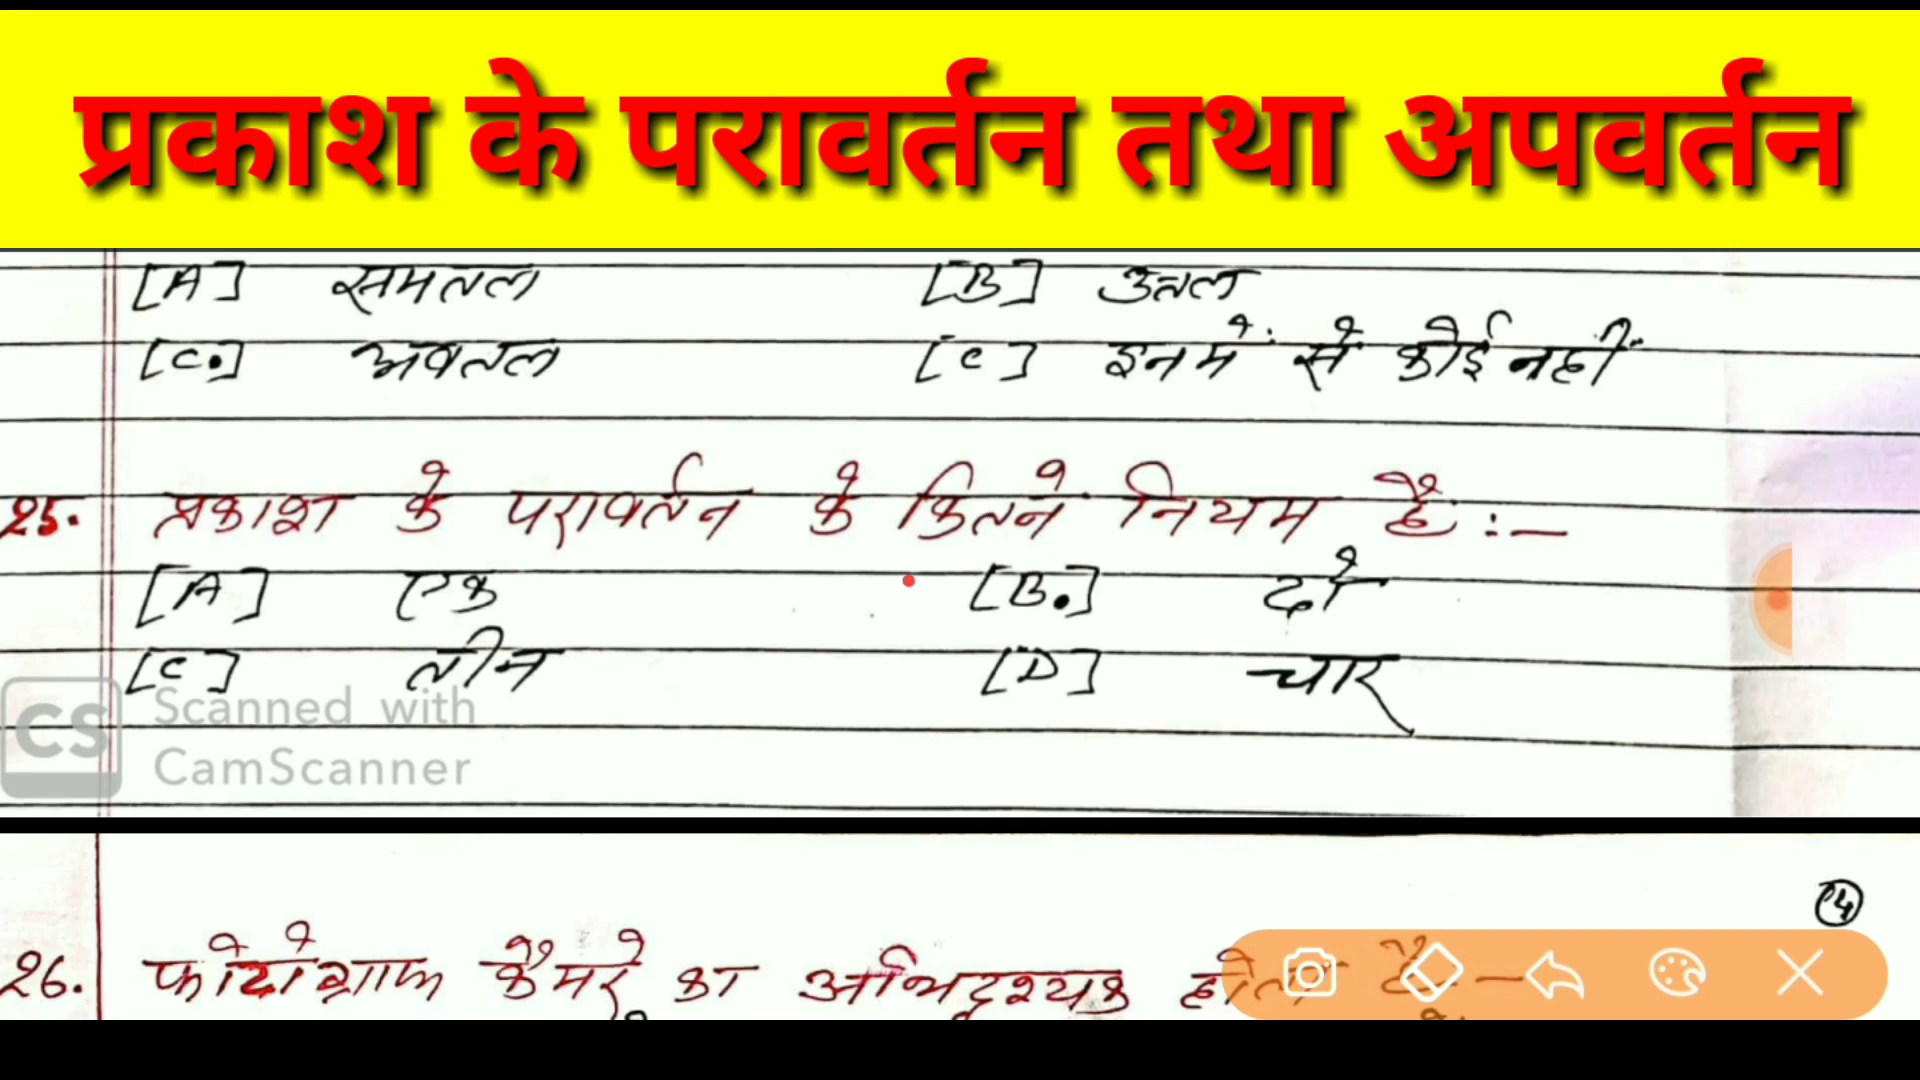 प्रकाश के परावर्तन तथा अपवर्तन
[A] समतल [B] उत्तल
[C.] अवतल [C] इनमें से कोई नहीं
25. प्रकाश के परावर्तन के कितने नियम हैं :-
[A] एक [B.] दो
[C] तीन [D] चार
CS Scanned with
CamScanner
4
26. फोटोग्राफ कैमरे का अभिदृश्यक होता है -